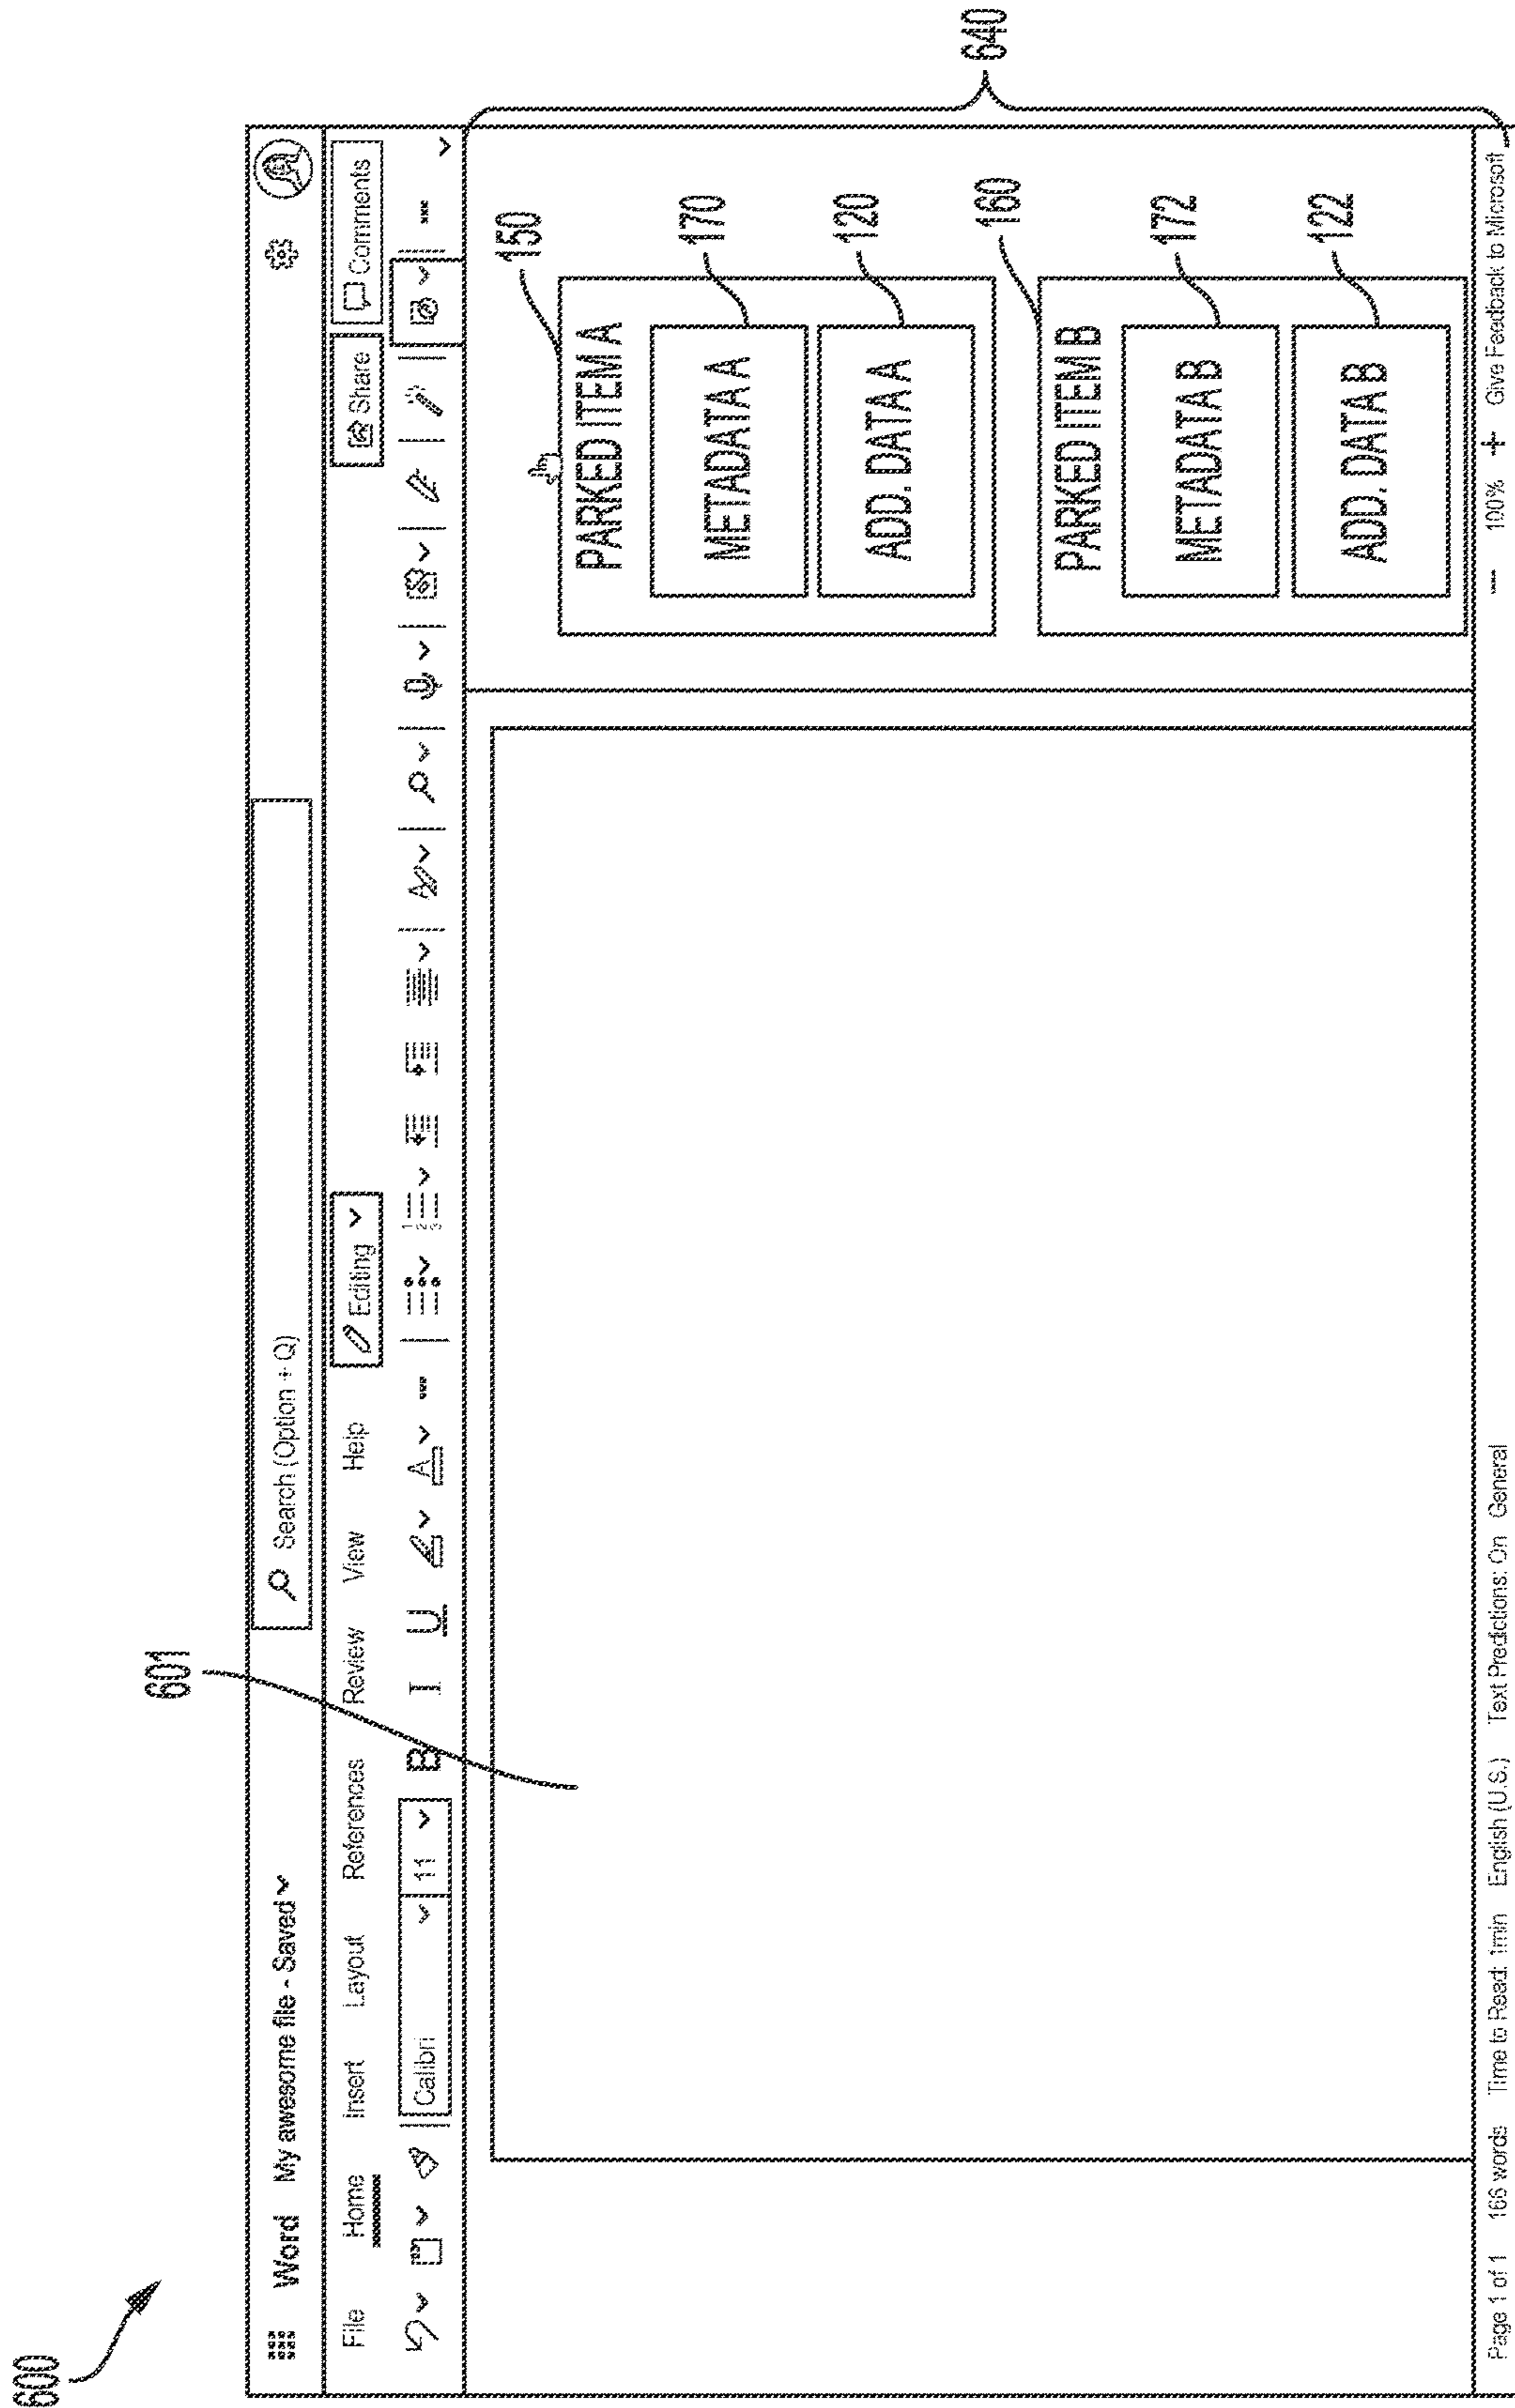 600
601
Word My awesome file - Saved
Search (Option + Q)
File Home Insert Layout References Review View Help Editing Share Comments
Calibri 11 B I U A
640
150
PARKED ITEM A
METADATA A
170
ADD. DATA A
120
160
PARKED ITEM B
METADATA B
172
ADD. DATA B
122
Page 1 of 1 166 words Time to Read: 1min English (U.S.) Text Predictions: On General - 100% + Give Feedback to Microsoft